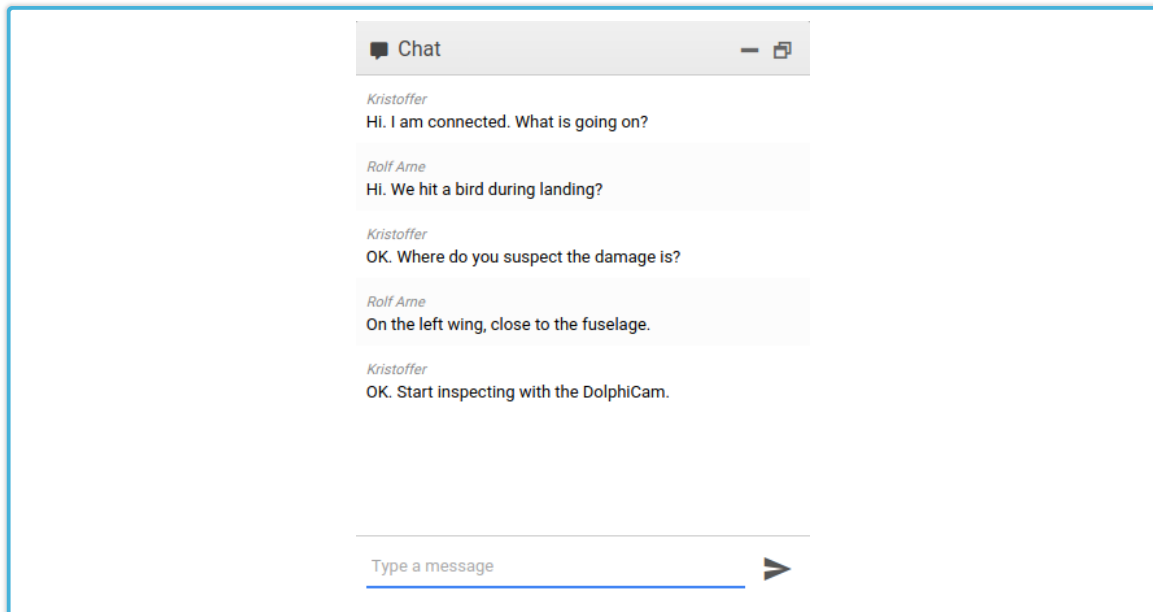 Chat
Kristoffer
Hi. I am connected. What is going on?
Rolf Arne
Hi. We hit a bird during landing?
Kristoffer
OK. Where do you suspect the damage is?
Rolf Arne
On the left wing, close to the fuselage.
Kristoffer
OK. Start inspecting with the DolphiCam.
Type a message